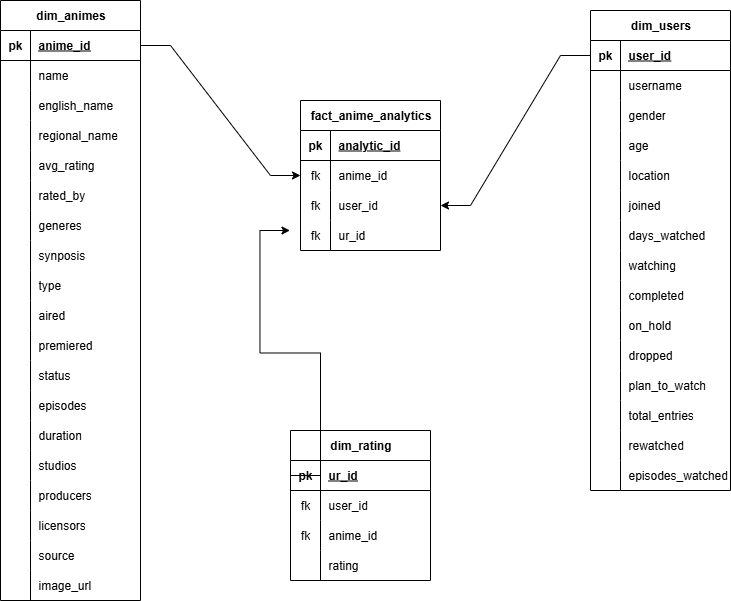 dim_animes
pk anime_id
name
english_name
regional_name
avg_rating
rated_by
generes
synposis
type
aired
premiered
status
episodes
duration
studios
producers
licensors
source
image_url
fact_anime_analytics
pk analytic_id
fk anime_id
fk user_id
fk ur_id
dim_rating
pk ur_id
fk user_id
fk anime_id
rating
dim_users
pk user_id
username
gender
age
location
joined
days_watched
watching
completed
on_hold
dropped
plan_to_watch
total_entries
rewatched
episodes_watched